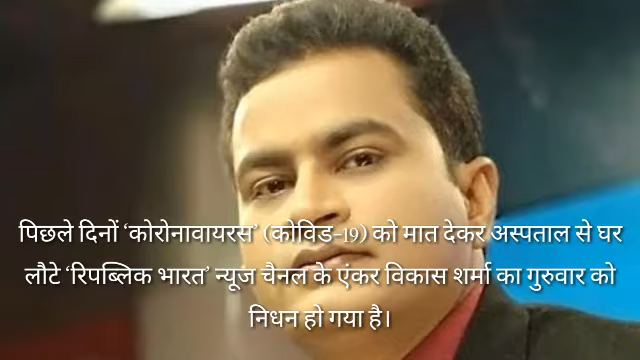 पिछले दिनों ‘कोरोनावायरस’ (कोविड-19) को मात देकर अस्पताल से घर
लौटे ‘रिपब्लिक भारत’ न्यूज चैनल के एंकर विकास शर्मा का गुरुवार को
निधन हो गया है।